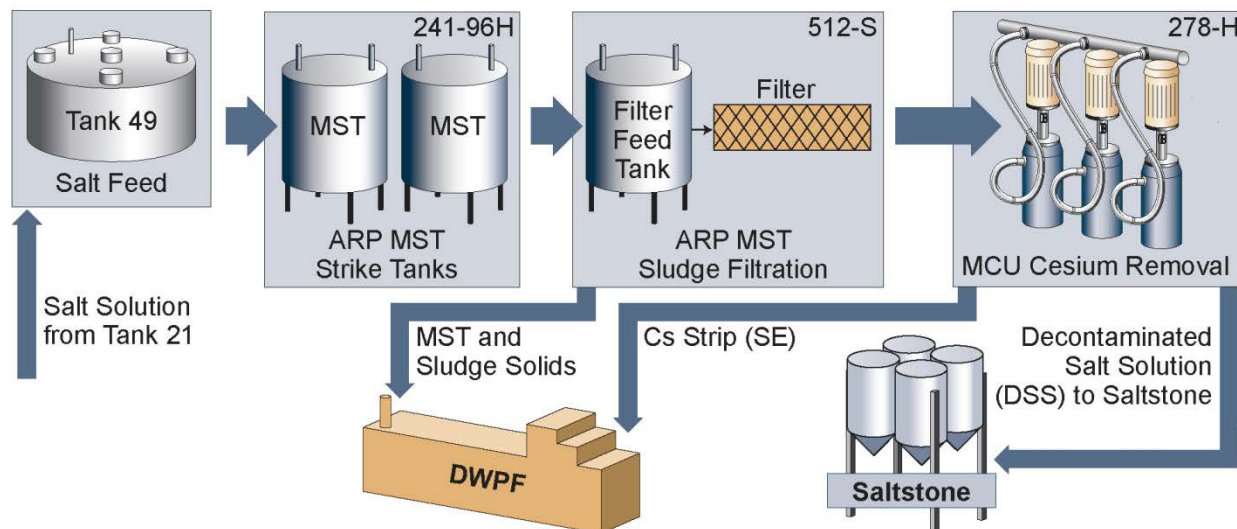 241-96H
512-S
278-H
Tank 49
Salt Feed
MST
MST
ARP MST
Strike Tanks
Filter
Feed
Tank
Filter
ARP MST
Sludge Filtration
MCU Cesium Removal
Salt Solution
from Tank 21
MST and
Sludge Solids
Cs Strip (SE)
Decontaminated
Salt Solution
(DSS) to Saltstone
DWPF
Saltstone